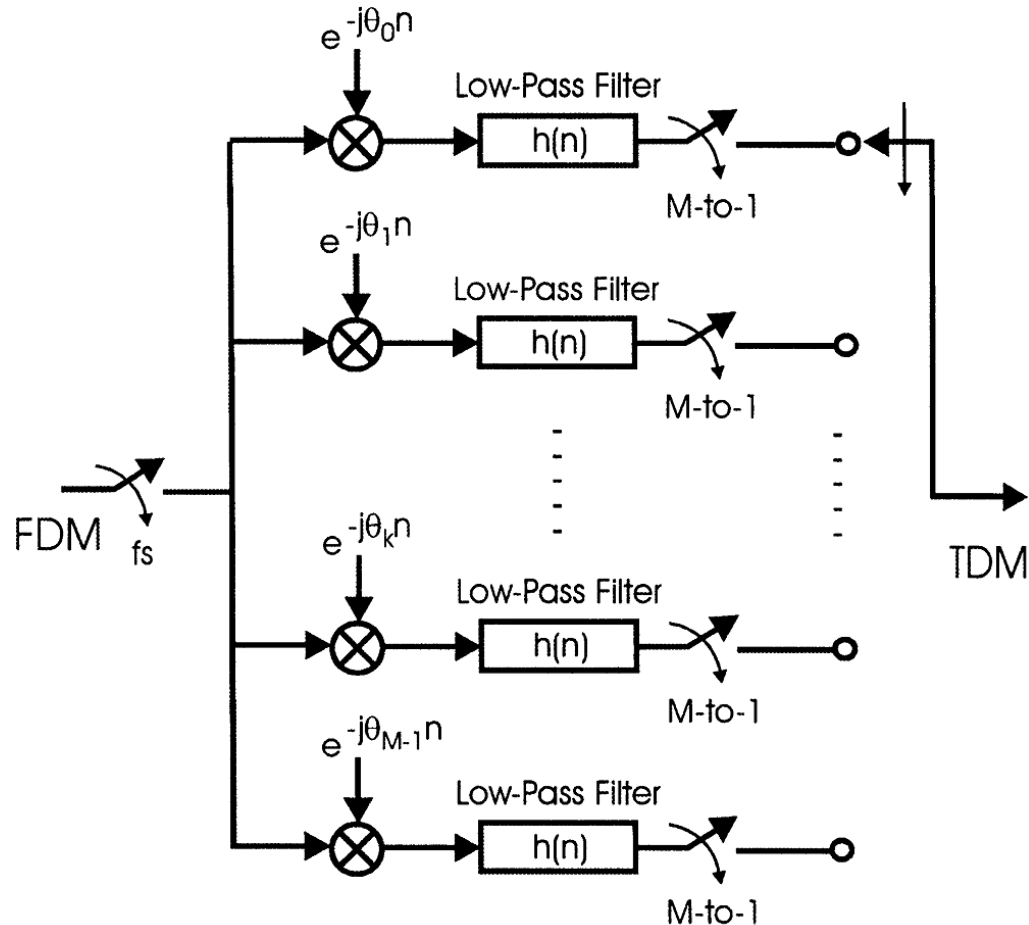 e^-jθ₀n
Low-Pass Filter
h(n)
M-to-1
e^-jθ₁n
Low-Pass Filter
h(n)
M-to-1
FDM
fs
TDM
e^-jθₖn
Low-Pass Filter
h(n)
M-to-1
e^-jθ_M-1n
Low-Pass Filter
h(n)
M-to-1